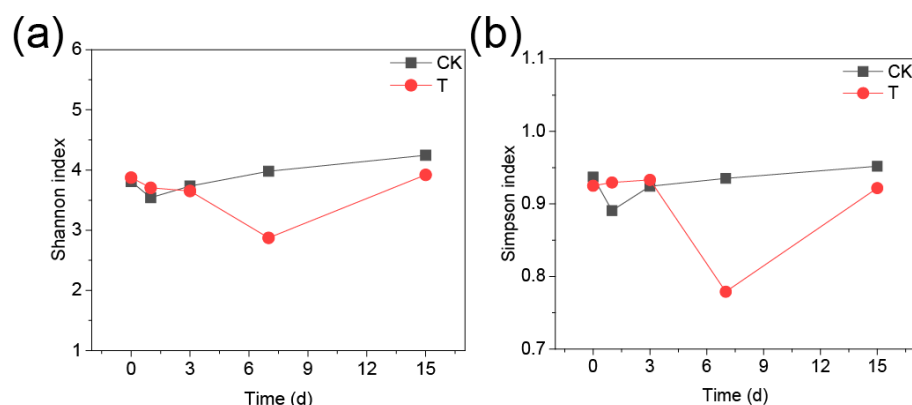 (a)
6
5
4
3
2
1
Shannon index
CK
T
0 3 6 9 12 15
Time (d)
(b)
1.1
1.0
0.9
0.8
0.7
Simpson index
CK
T
0 3 6 9 12 15
Time (d)